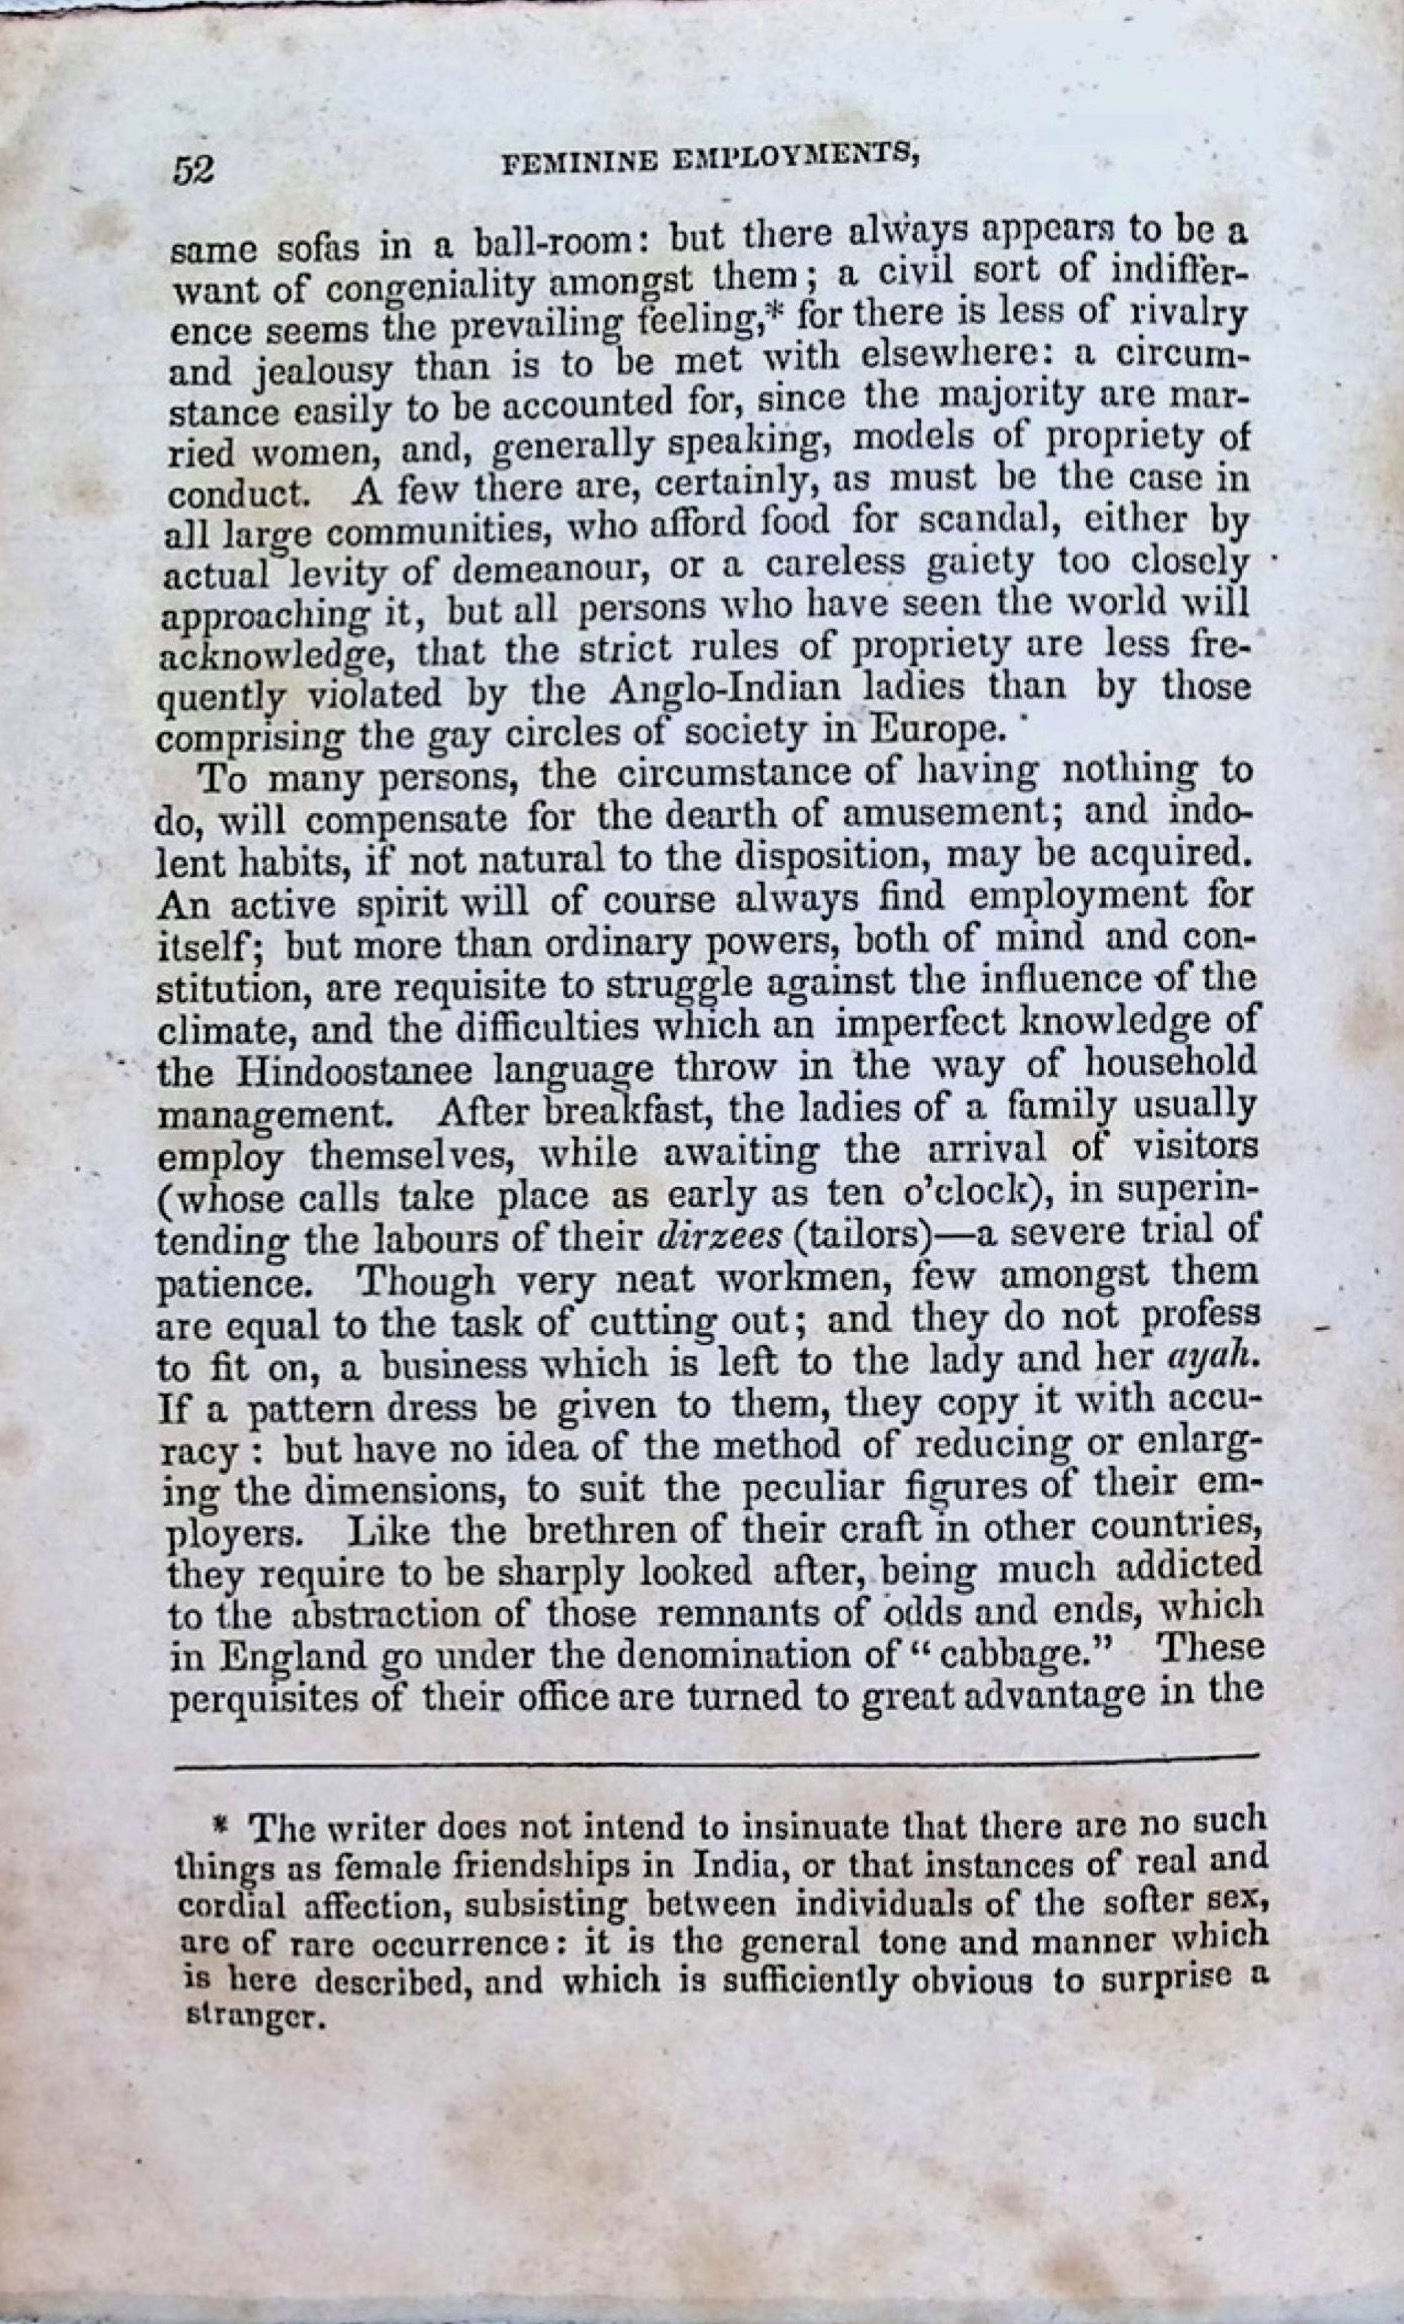 52 FEMININE EMPLOYMENTS,
same sofas in a ball-room: but there always appears to be a
want of congeniality amongst them; a civil sort of indiffer-
ence seems the prevailing feeling,* for there is less of rivalry
and jealousy than is to be met with elsewhere: a circum-
stance easily to be accounted for, since the majority are mar-
ried women, and, generally speaking, models of propriety of
conduct. A few there are, certainly, as must be the case in
all large communities, who afford food for scandal, either by
actual levity of demeanour, or a careless gaiety too closely
approaching it, but all persons who have seen the world will
acknowledge, that the strict rules of propriety are less fre-
quently violated by the Anglo-Indian ladies than by those
comprising the gay circles of society in Europe.
To many persons, the circumstance of having nothing to
do, will compensate for the dearth of amusement; and indo-
lent habits, if not natural to the disposition, may be acquired.
An active spirit will of course always find employment for
itself; but more than ordinary powers, both of mind and con-
stitution, are requisite to struggle against the influence of the
climate, and the difficulties which an imperfect knowledge of
the Hindoostanee language throw in the way of household
management. After breakfast, the ladies of a family usually
employ themselves, while awaiting the arrival of visitors
(whose calls take place as early as ten o'clock), in superin-
tending the labours of their dirzees (tailors)—a severe trial of
patience. Though very neat workmen, few amongst them
are equal to the task of cutting out; and they do not profess
to fit on, a business which is left to the lady and her ayah.
If a pattern dress be given to them, they copy it with accu-
racy: but have no idea of the method of reducing or enlarg-
ing the dimensions, to suit the peculiar figures of their em-
ployers. Like the brethren of their craft in other countries,
they require to be sharply looked after, being much addicted
to the abstraction of those remnants of odds and ends, which
in England go under the denomination of "cabbage." These
perquisites of their office are turned to great advantage in the
* The writer does not intend to insinuate that there are no such
things as female friendships in India, or that instances of real and
cordial affection, subsisting between individuals of the softer sex,
are of rare occurrence: it is the general tone and manner which
is here described, and which is sufficiently obvious to surprise a
stranger.